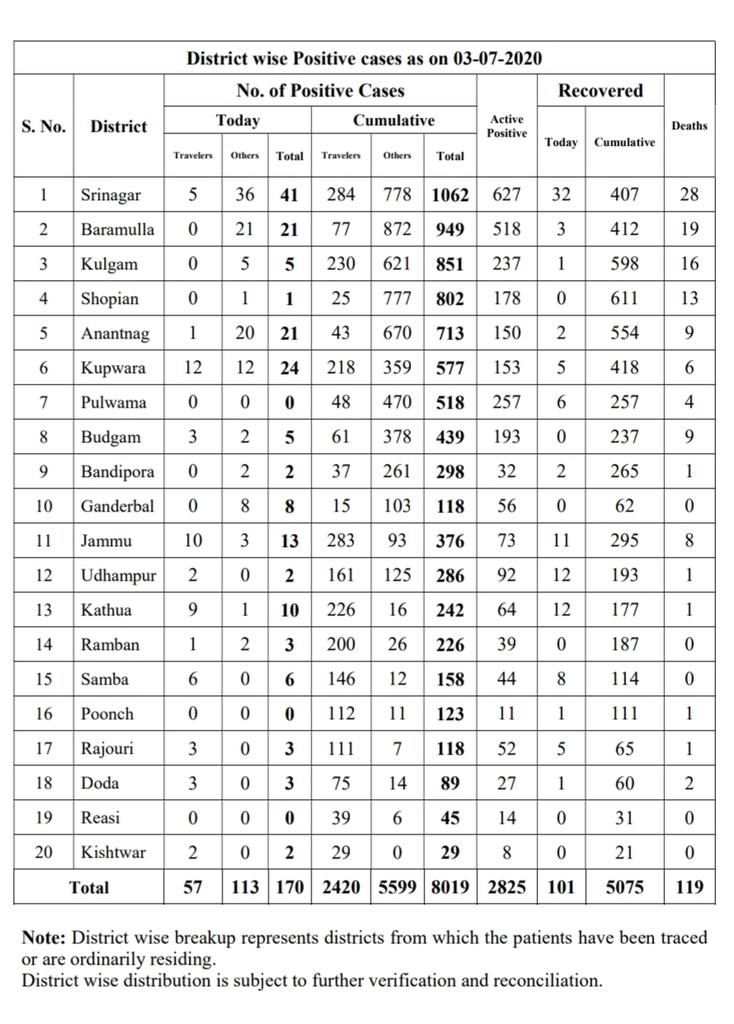 District wise Positive cases as on 03-07-2020
S. No. District No. of Positive Cases Active Positive Recovered Deaths
Today Cumulative Today Cumulative
Travelers Others Total Travelers Others Total
1 Srinagar 5 36 41 284 778 1062 627 32 407 28
2 Baramulla 0 21 21 77 872 949 518 3 412 19
3 Kulgam 0 5 5 230 621 851 237 1 598 16
4 Shopian 0 1 1 25 777 802 178 0 611 13
5 Anantnag 1 20 21 43 670 713 150 2 554 9
6 Kupwara 12 12 24 218 359 577 153 5 418 6
7 Pulwama 0 0 0 48 470 518 257 6 257 4
8 Budgam 3 2 5 61 378 439 193 0 237 9
9 Bandipora 0 2 2 37 261 298 32 2 265 1
10 Ganderbal 0 8 8 15 103 118 56 0 62 0
11 Jammu 10 3 13 283 93 376 73 11 295 8
12 Udhampur 2 0 2 161 125 286 92 12 193 1
13 Kathua 9 1 10 226 16 242 64 12 177 1
14 Ramban 1 2 3 200 26 226 39 0 187 0
15 Samba 6 0 6 146 12 158 44 8 114 0
16 Poonch 0 0 0 112 11 123 11 1 111 1
17 Rajouri 3 0 3 111 7 118 52 5 65 1
18 Doda 3 0 3 75 14 89 27 1 60 2
19 Reasi 0 0 0 39 6 45 14 0 31 0
20 Kishtwar 2 0 2 29 0 29 8 0 21 0
Total 57 113 170 2420 5599 8019 2825 101 5075 119
Note: District wise breakup represents districts from which the patients have been traced
or are ordinarily residing.
District wise distribution is subject to further verification and reconciliation.